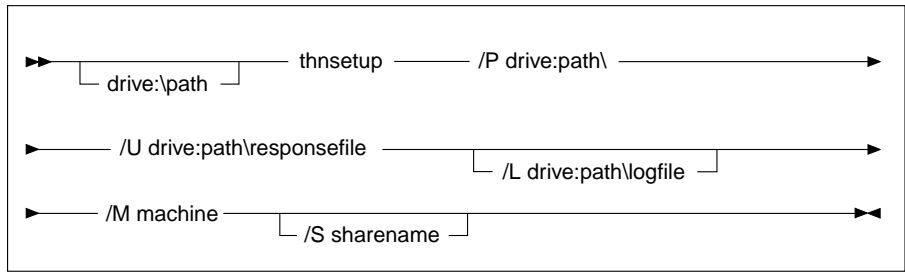 thnsetup /P drive:path\
drive:\path
/U drive:path\responsefile
/L drive:path\logfile
/M machine
/S sharename